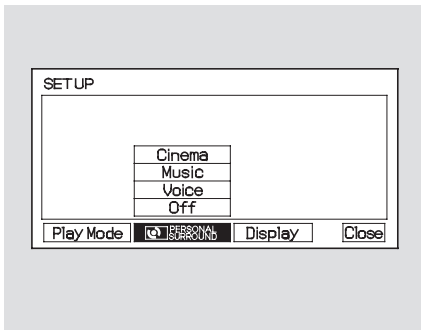 SETUP
Cinema
Music
Voice
Off
Play Mode PERSONAL SURROUND Display Close